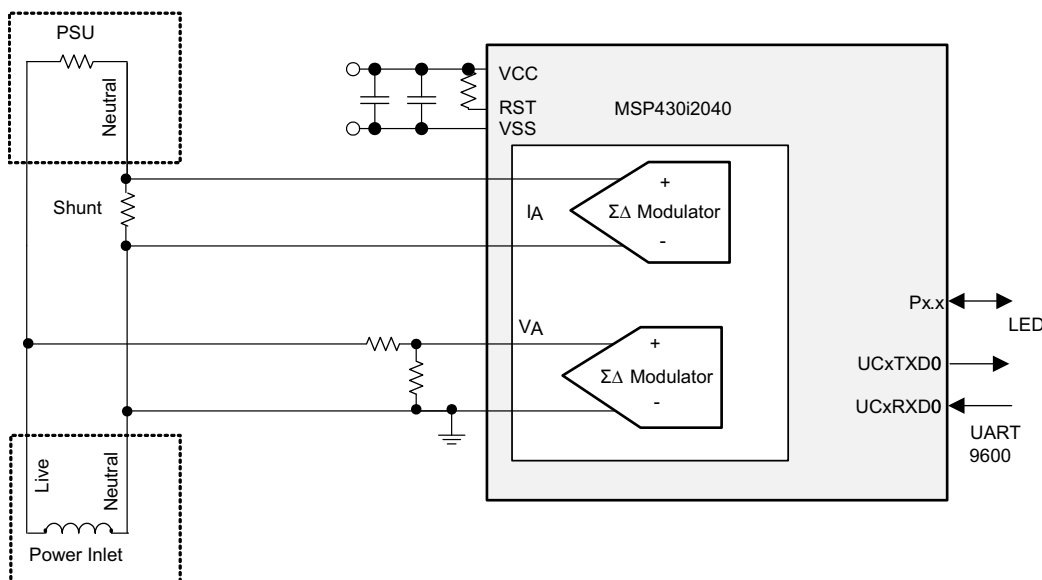 PSU
Neutral
VCC
RST
VSS
MSP430i2040
Shunt
IA
+
ΣΔ Modulator
-
VA
+
ΣΔ Modulator
-
Px.x
LED
UCxTXD0
UCxRXD0
UART
9600
Live
Neutral
Power Inlet